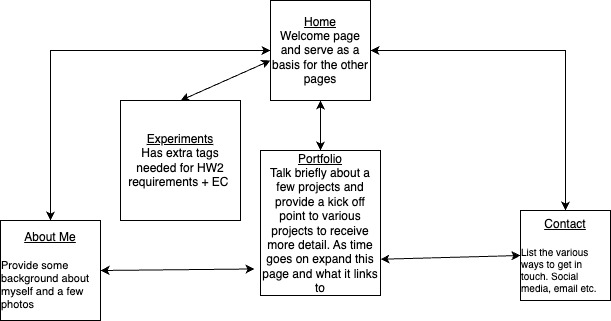 Home
Welcome page
and serve as a
basis for the other
pages
Experiments
Has extra tags
needed for HW2
requirements + EC
Portfolio
Talk briefly about a
few projects and
provide a kick off
point to various
projects to receive
more detail. As time
goes on expand this
page and what it links
to
About Me
Provide some
background about
myself and a few
photos
Contact
List the various
ways to get in
touch. Social
media, email etc.